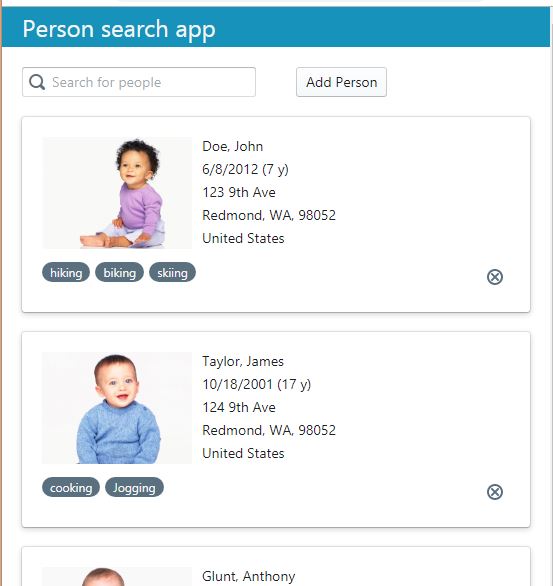 Person search app
Search for people
Add Person
Doe, John
6/8/2012 (7 y)
123 9th Ave
Redmond, WA, 98052
United States
hiking biking skiing
Taylor, James
10/18/2001 (17 y)
124 9th Ave
Redmond, WA, 98052
United States
cooking Jogging
Glunt, Anthony